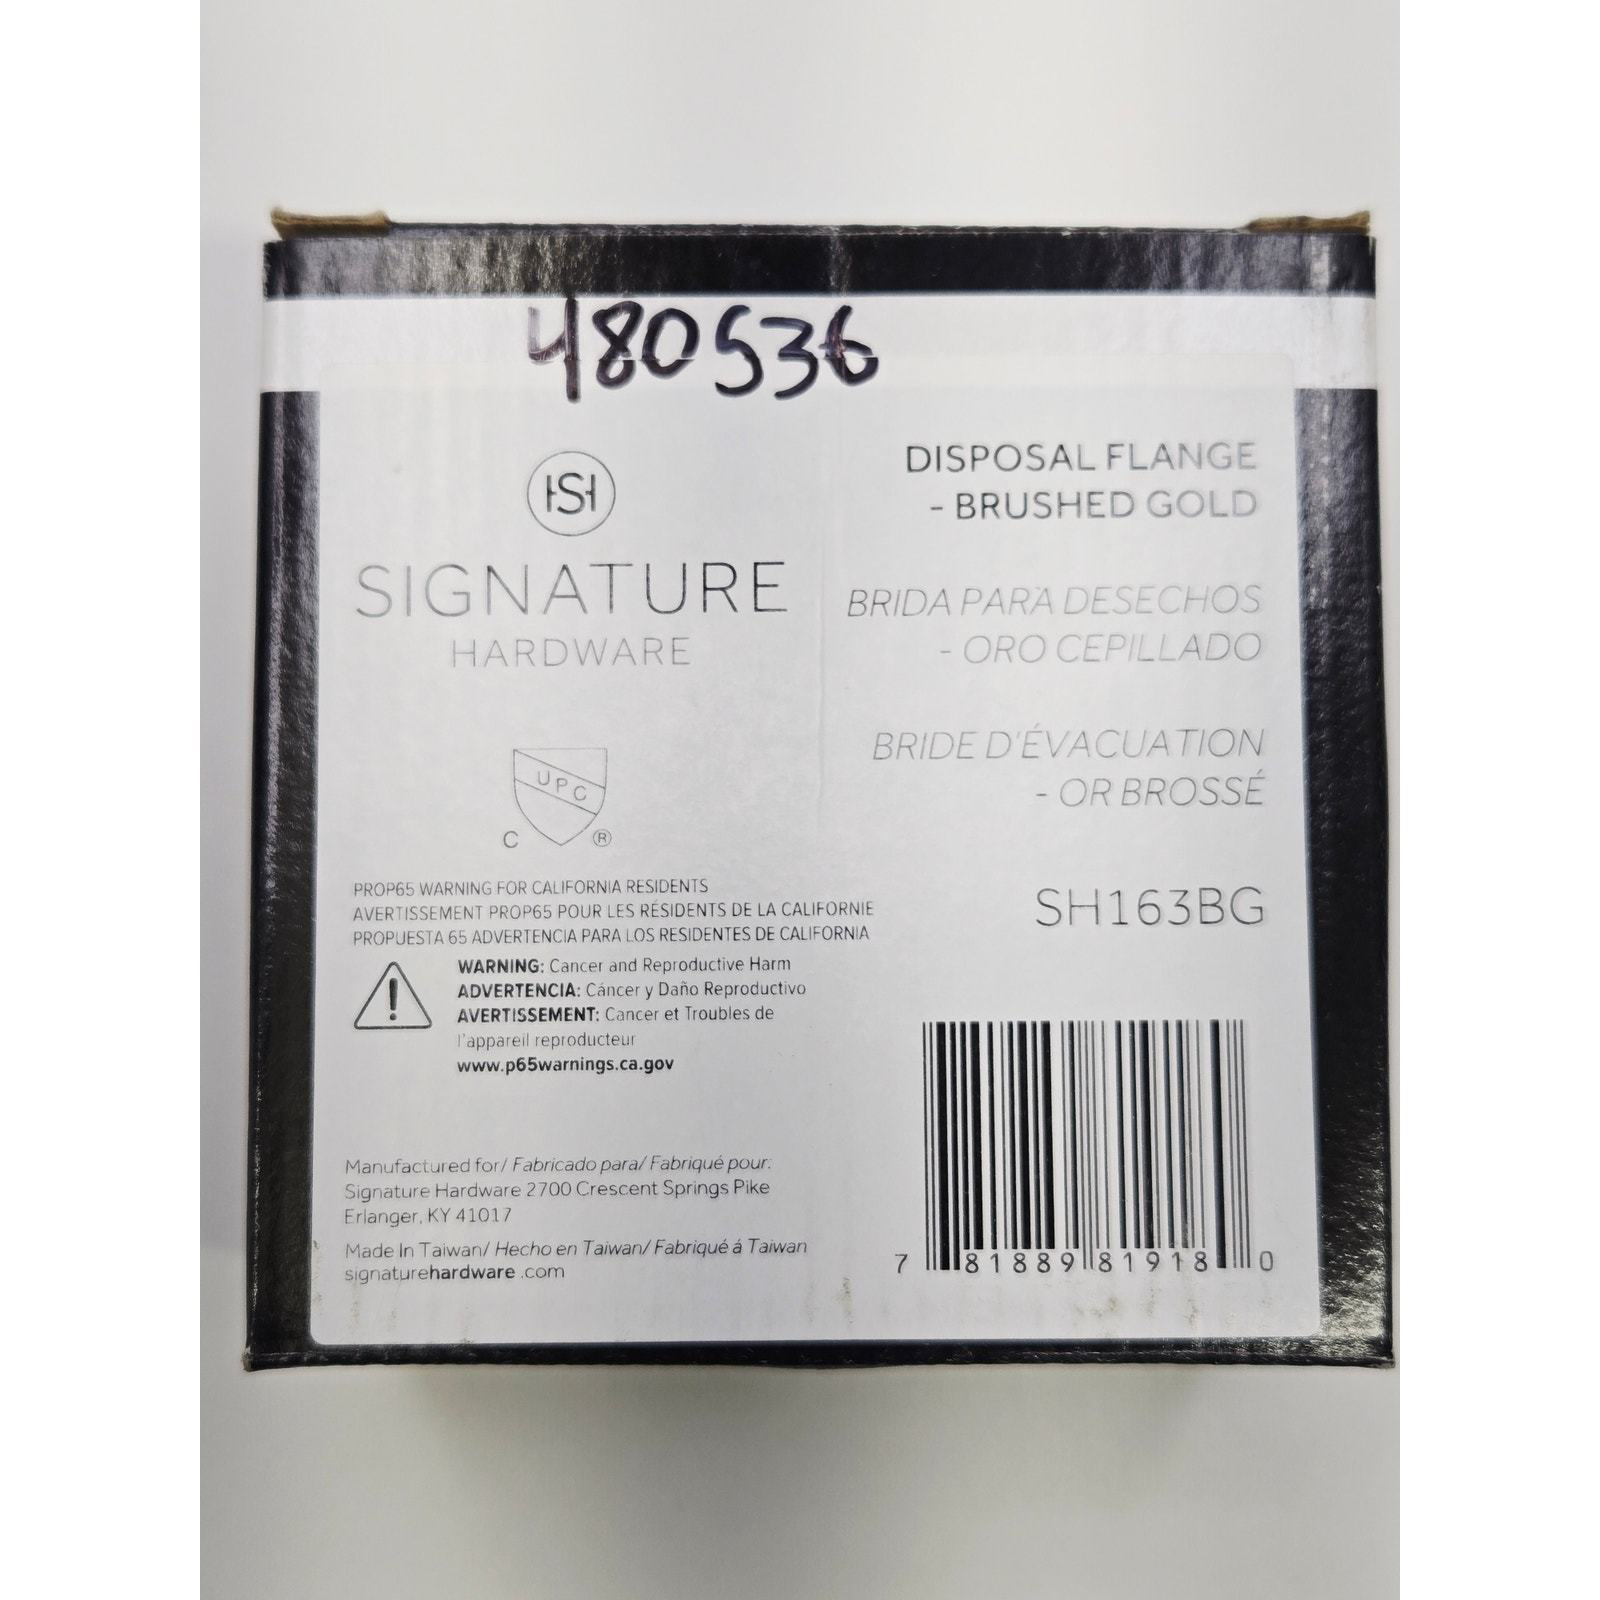 480536
HSH
SIGNATURE
HARDWARE
DISPOSAL FLANGE
- BRUSHED GOLD
BRIDA PARA DESECHOS
- ORO CEPILLADO
BRIDE D'ÉVACUATION
- OR BROSSÉ
SH163BG
UPC
C ®
PROP65 WARNING FOR CALIFORNIA RESIDENTS
AVERTISSEMENT PROP65 POUR LES RÉSIDENTS DE LA CALIFORNIE
PROPUESTA 65 ADVERTENCIA PARA LOS RESIDENTES DE CALIFORNIA
! WARNING: Cancer and Reproductive Harm
ADVERTENCIA: Cáncer y Daño Reproductivo
AVERTISSEMENT: Cancer et Troubles de
l'appareil reproducteur
www.p65warnings.ca.gov
Manufactured for/ Fabricado para/ Fabriqué pour:
Signature Hardware 2700 Crescent Springs Pike
Erlanger, KY 41017
Made In Taiwan/ Hecho en Taiwan/ Fabriqué á Taiwan
signaturehardware .com
7 81889 81918 0